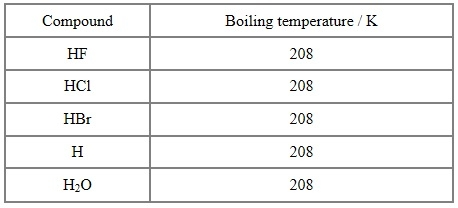 Compound Boiling temperature / K
HF 208
HCl 208
HBr 208
H 208
H₂O 208